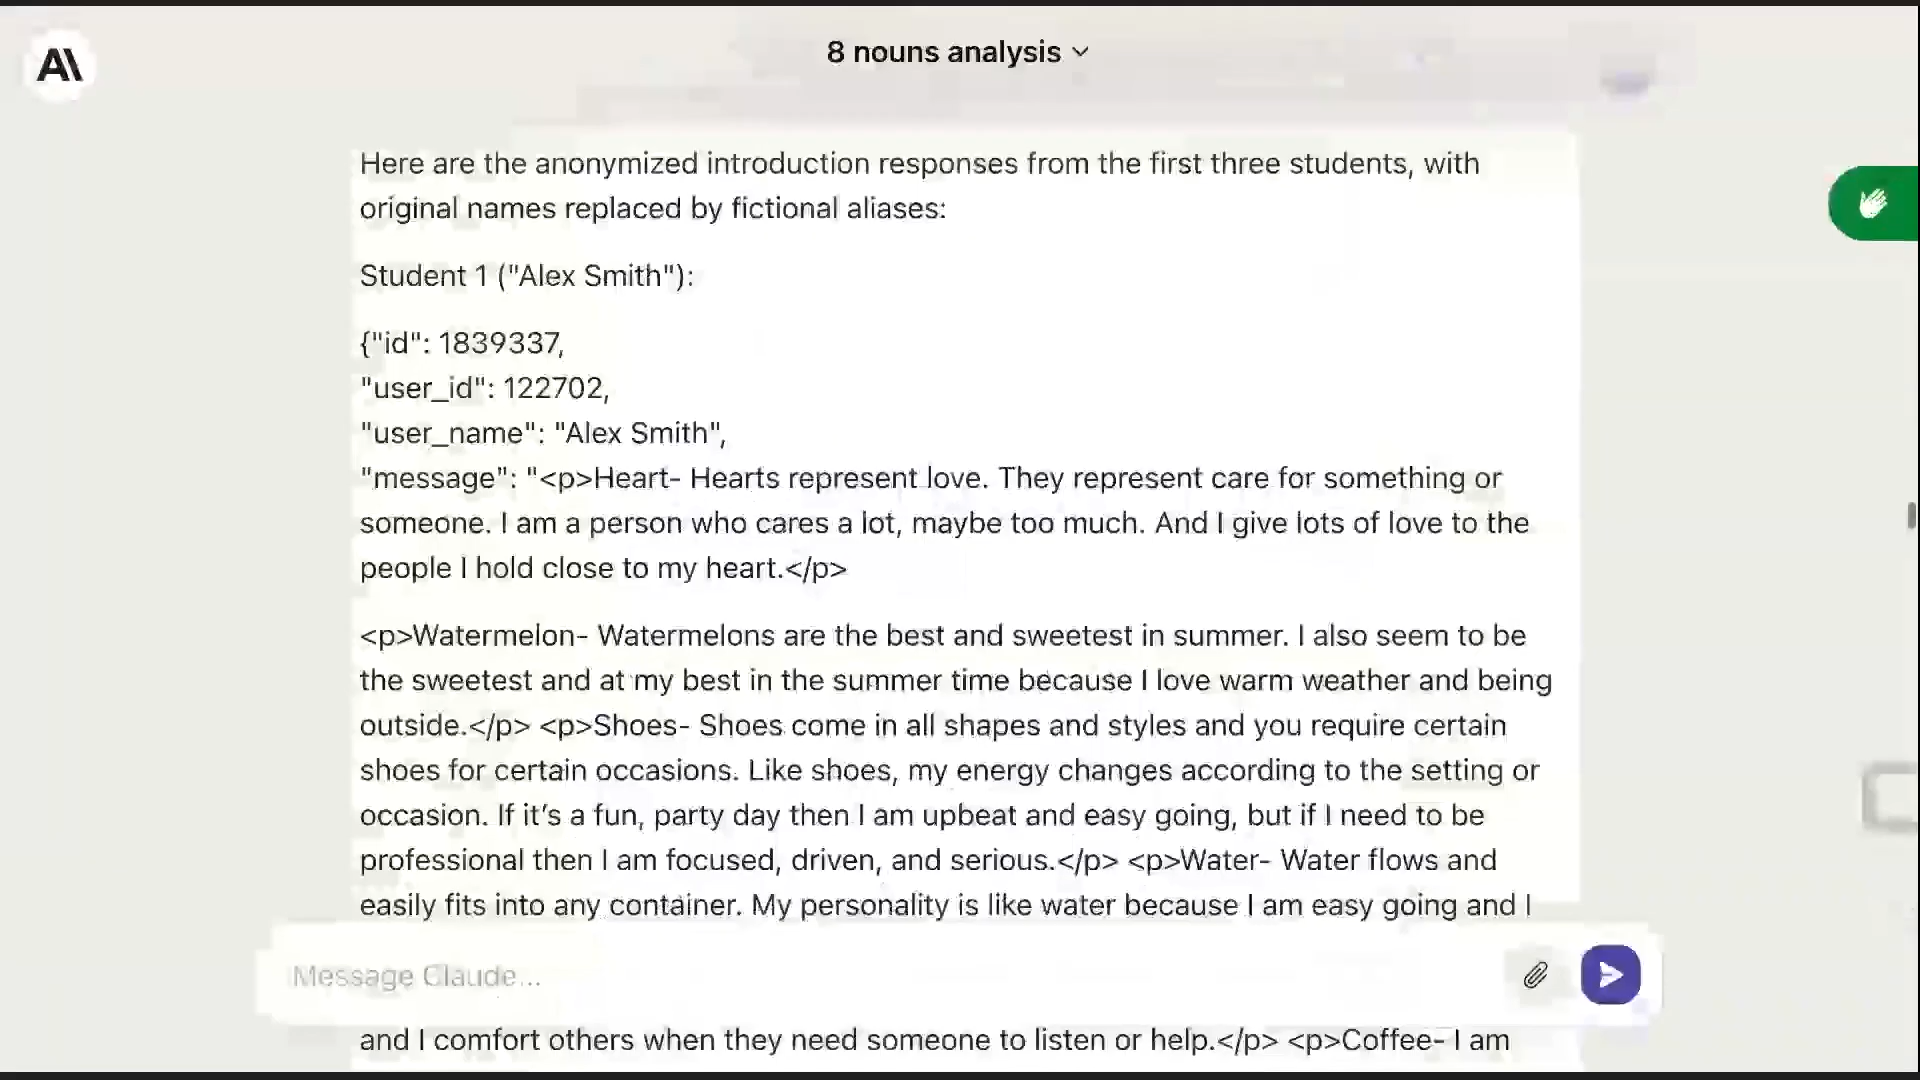 A\
8 nouns analysis
Here are the anonymized introduction responses from the first three students, with
original names replaced by fictional aliases:
Student 1 ("Alex Smith"):
{"id": 1839337,
"user_id": 122702,
"user_name": "Alex Smith",
"message": "<p>Heart- Hearts represent love. They represent care for something or
someone. I am a person who cares a lot, maybe too much. And I give lots of love to the
people I hold close to my heart.</p>
<p>Watermelon- Watermelons are the best and sweetest in summer. I also seem to be
the sweetest and at my best in the summer time because I love warm weather and being
outside.</p> <p>Shoes- Shoes come in all shapes and styles and you require certain
shoes for certain occasions. Like shoes, my energy changes according to the setting or
occasion. If it’s a fun, party day then I am upbeat and easy going, but if I need to be
professional then I am focused, driven, and serious.</p> <p>Water- Water flows and
easily fits into any container. My personality is like water because I am easy going and I
Message Claude...
and I comfort others when they need someone to listen or help.</p> <p>Coffee- I am